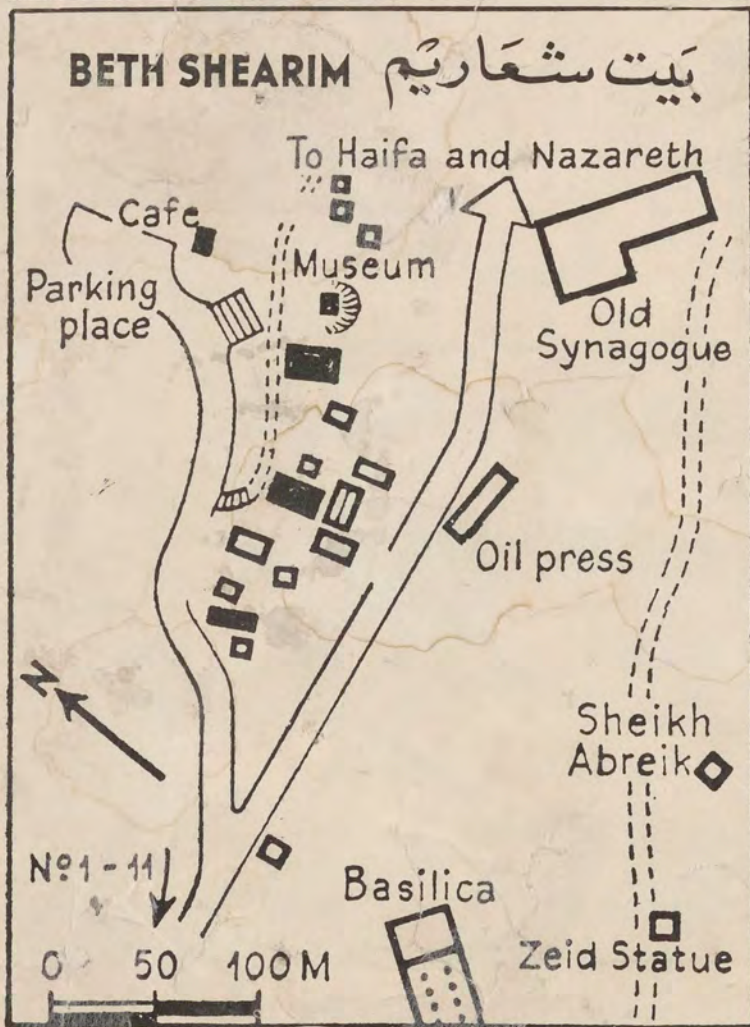 BETH SHEARIM بَيت شعَاريِم
To Haifa and Nazareth
Cafe
Museum
Parking
place
Old
Synagogue
Oil press
N
Sheikh
Abreik
Nº1-11
Basilica
Zeid Statue
0 50 100 M